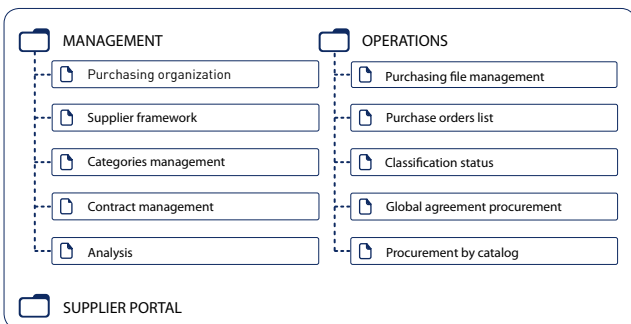 MANAGEMENT
Purchasing organization
Supplier framework
Categories management
Contract management
Analysis
OPERATIONS
Purchasing file management
Purchase orders list
Classification status
Global agreement procurement
Procurement by catalog
SUPPLIER PORTAL